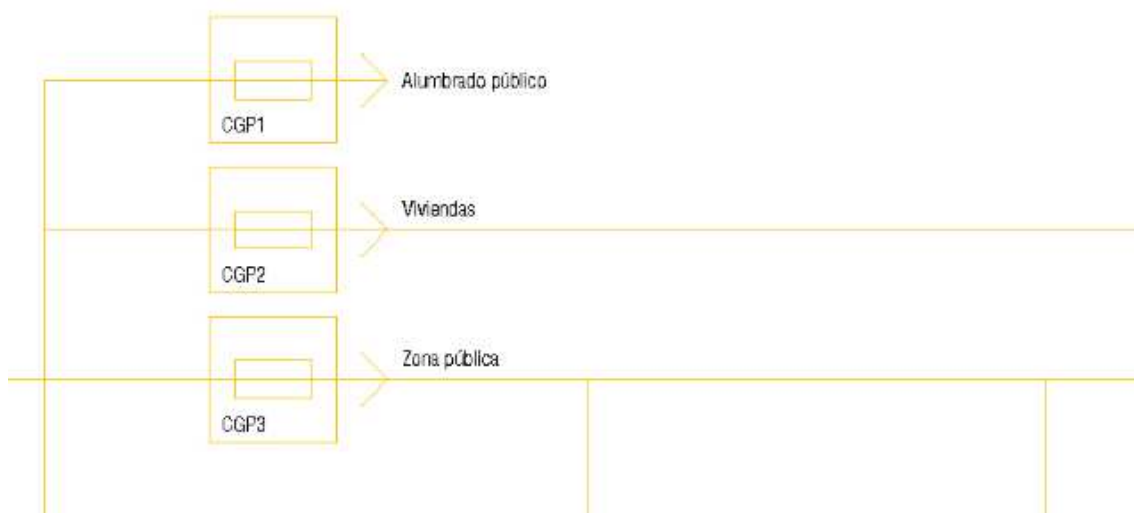 Alumbrado público
CGP1
Viviendas
CGP2
Zona pública
CGP3